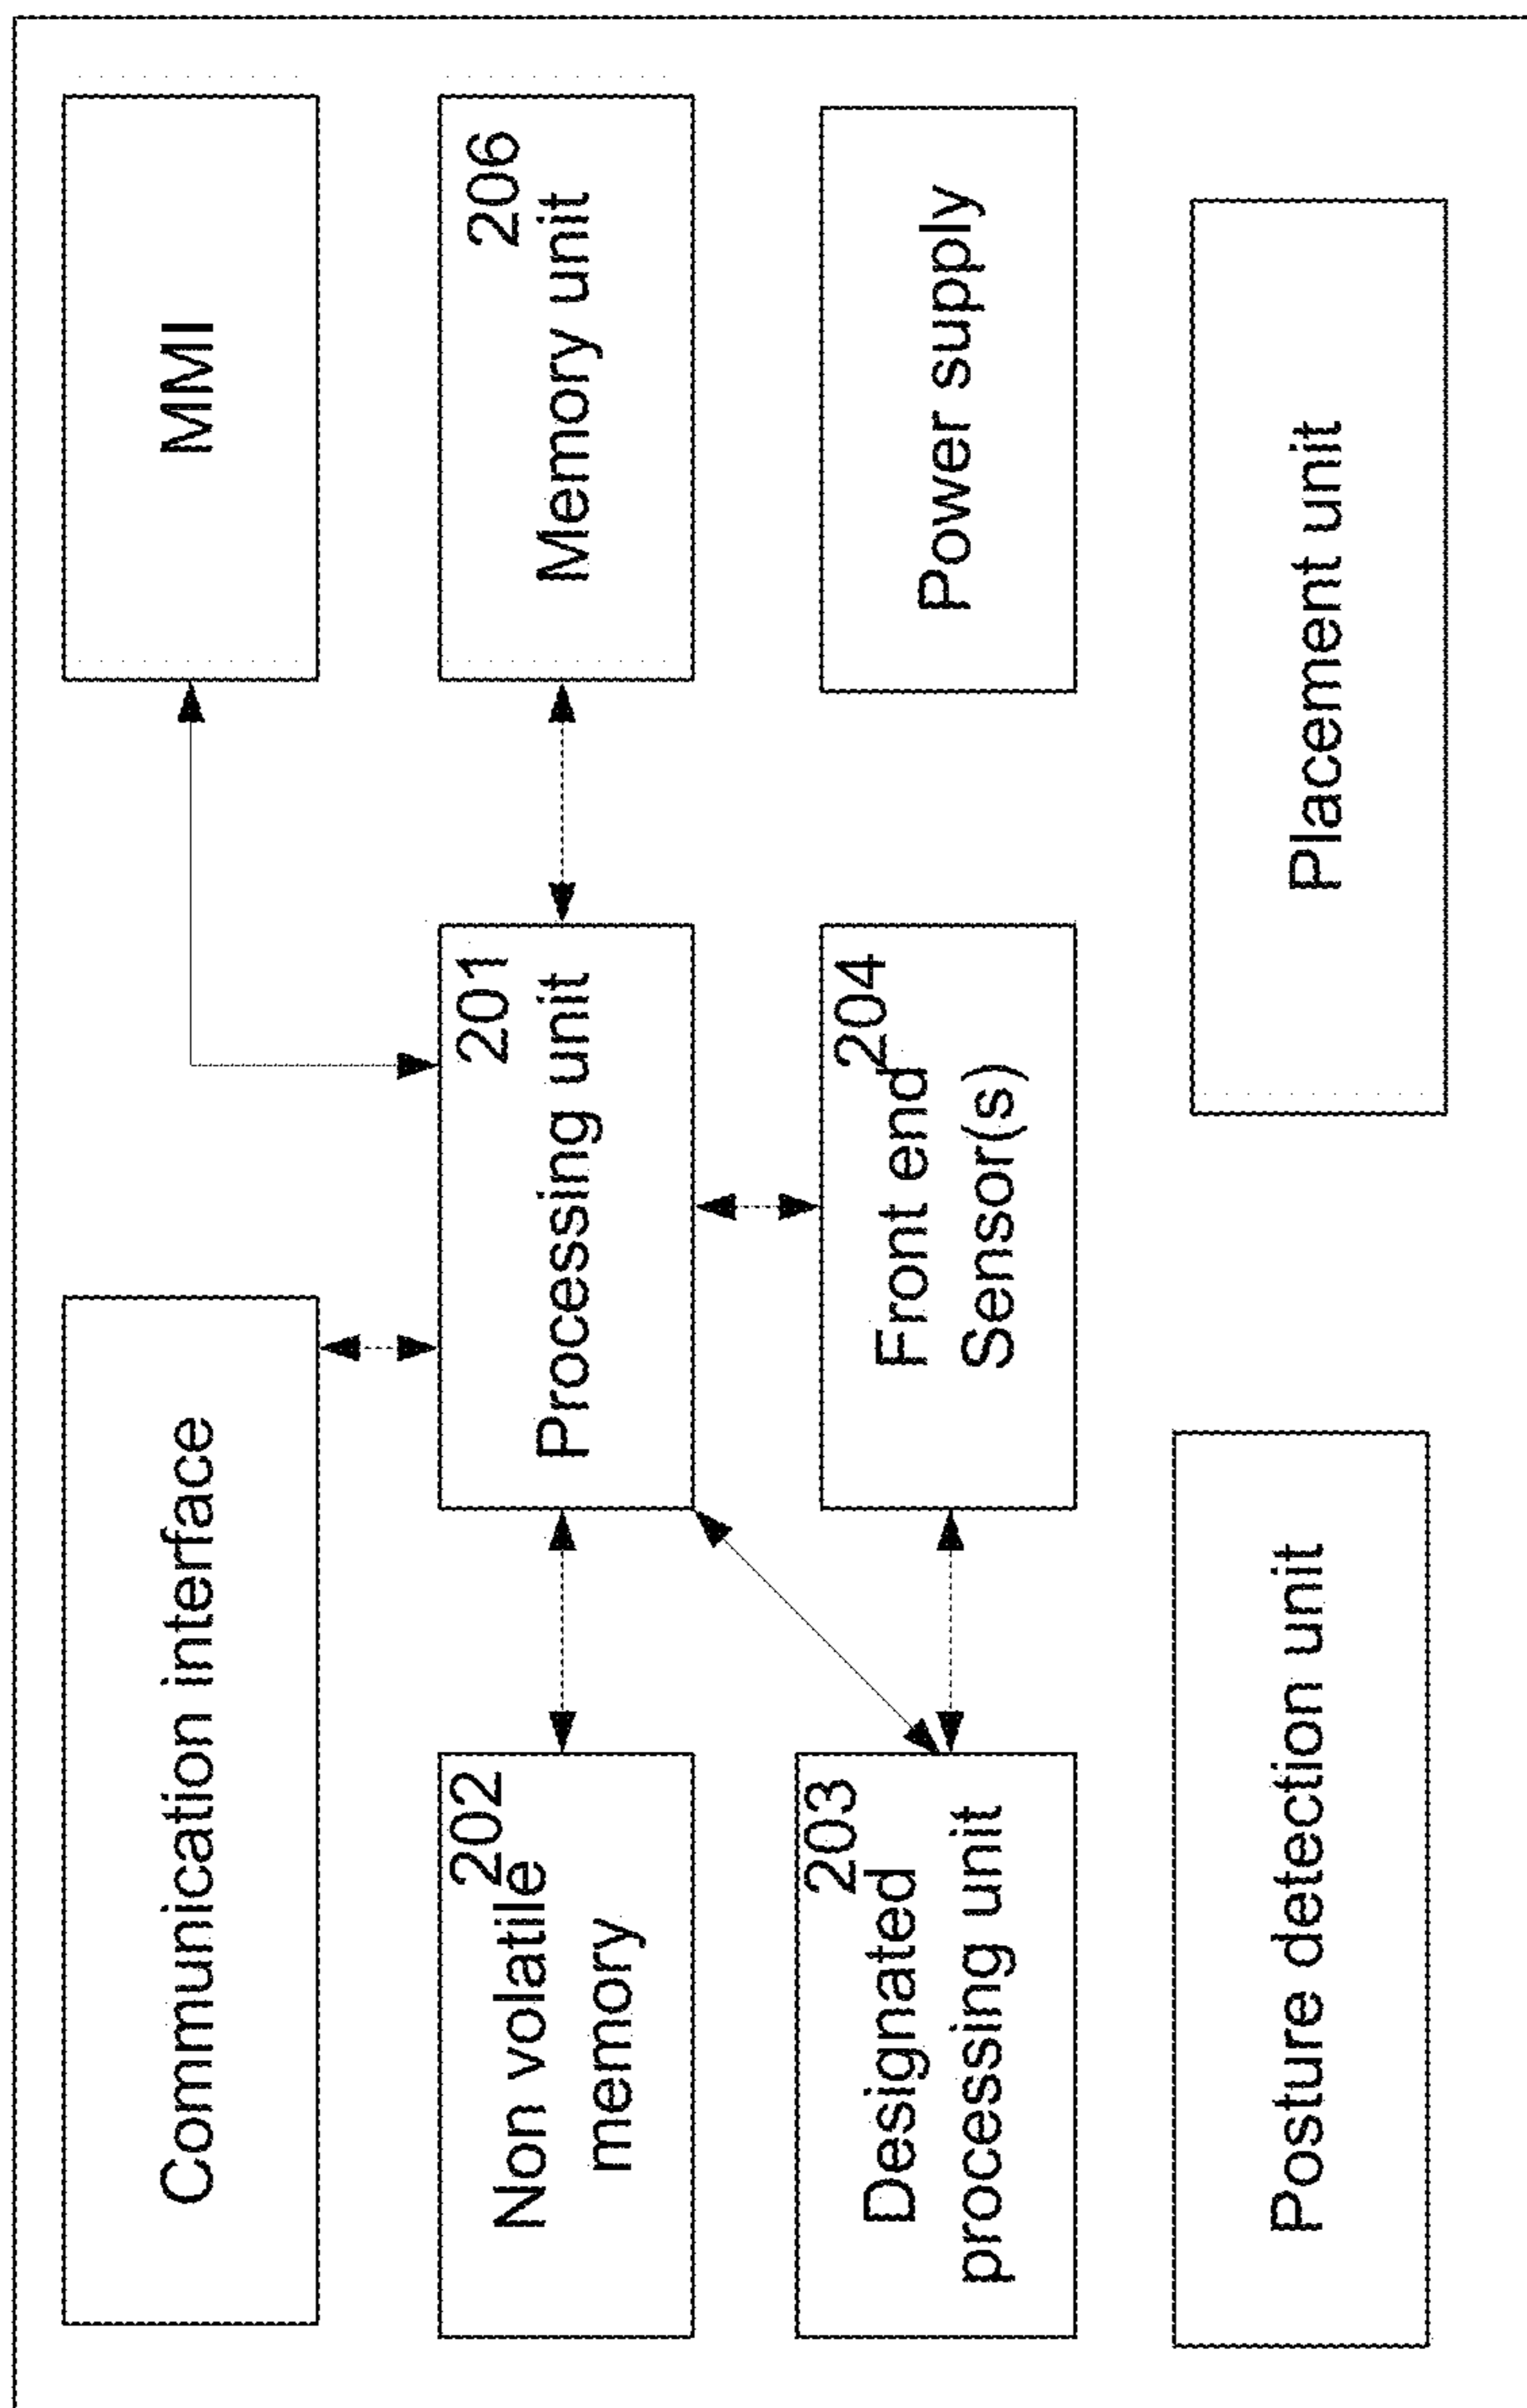 Communication interface
MMI
202
Non volatile
memory
201
Processing unit
206
Memory unit
203
Designated
processing unit
204
Front end
Sensor(s)
Power supply
Posture detection unit
Placement unit